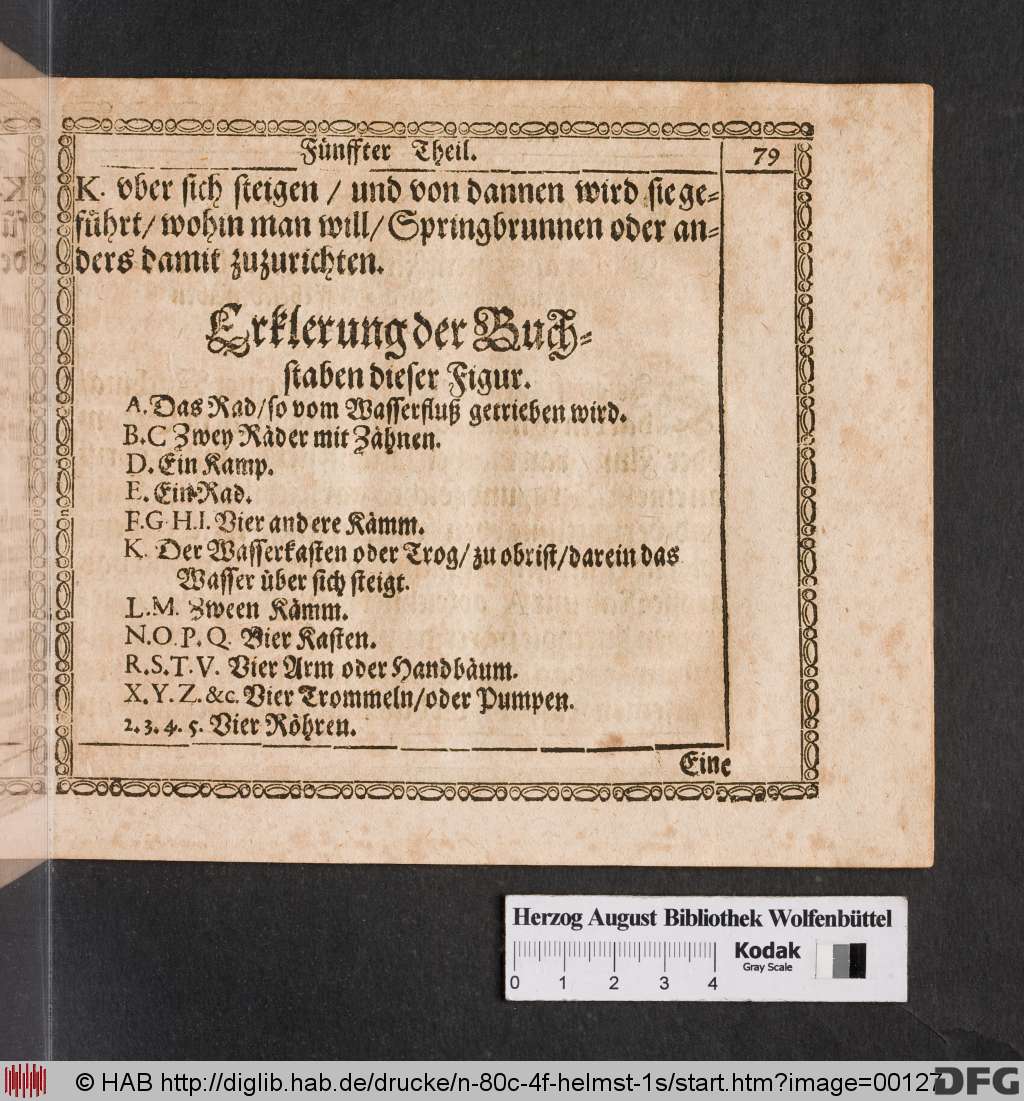 Fünffter Theil.
79
K. vber sich steigen / und von dannen wird sie ge-
führt/ wohin man will/ Springbrunnen oder an-
ders damit zuzurichten.
Erklerung der Buch-
staben dieser Figur.
A. Das Rad/ so vom Wasserfluß getrieben wird.
B.C Zwey Räder mit Zähnen.
D. Ein Kamp.
E. Ein Rad.
F.G.H.I. Vier andere Kämm.
K. Der Wasserkasten oder Trog/ zu obrist/ darein das
Wasser über sich steigt.
L.M. Zween Kämm.
N.O.P.Q. Vier Kasten.
R.S.T.V. Vier Arm oder Handbäum.
X.Y.Z.&c. Vier Trommeln/ oder Pumpen.
2.3.4.5. Vier Röhren.
Eine
Herzog August Bibliothek Wolfenbüttel
Kodak
Gray Scale
0 1 2 3 4
© HAB http://diglib.hab.de/drucke/n-80c-4f-helmst-1s/start.htm?image=00127
DFG